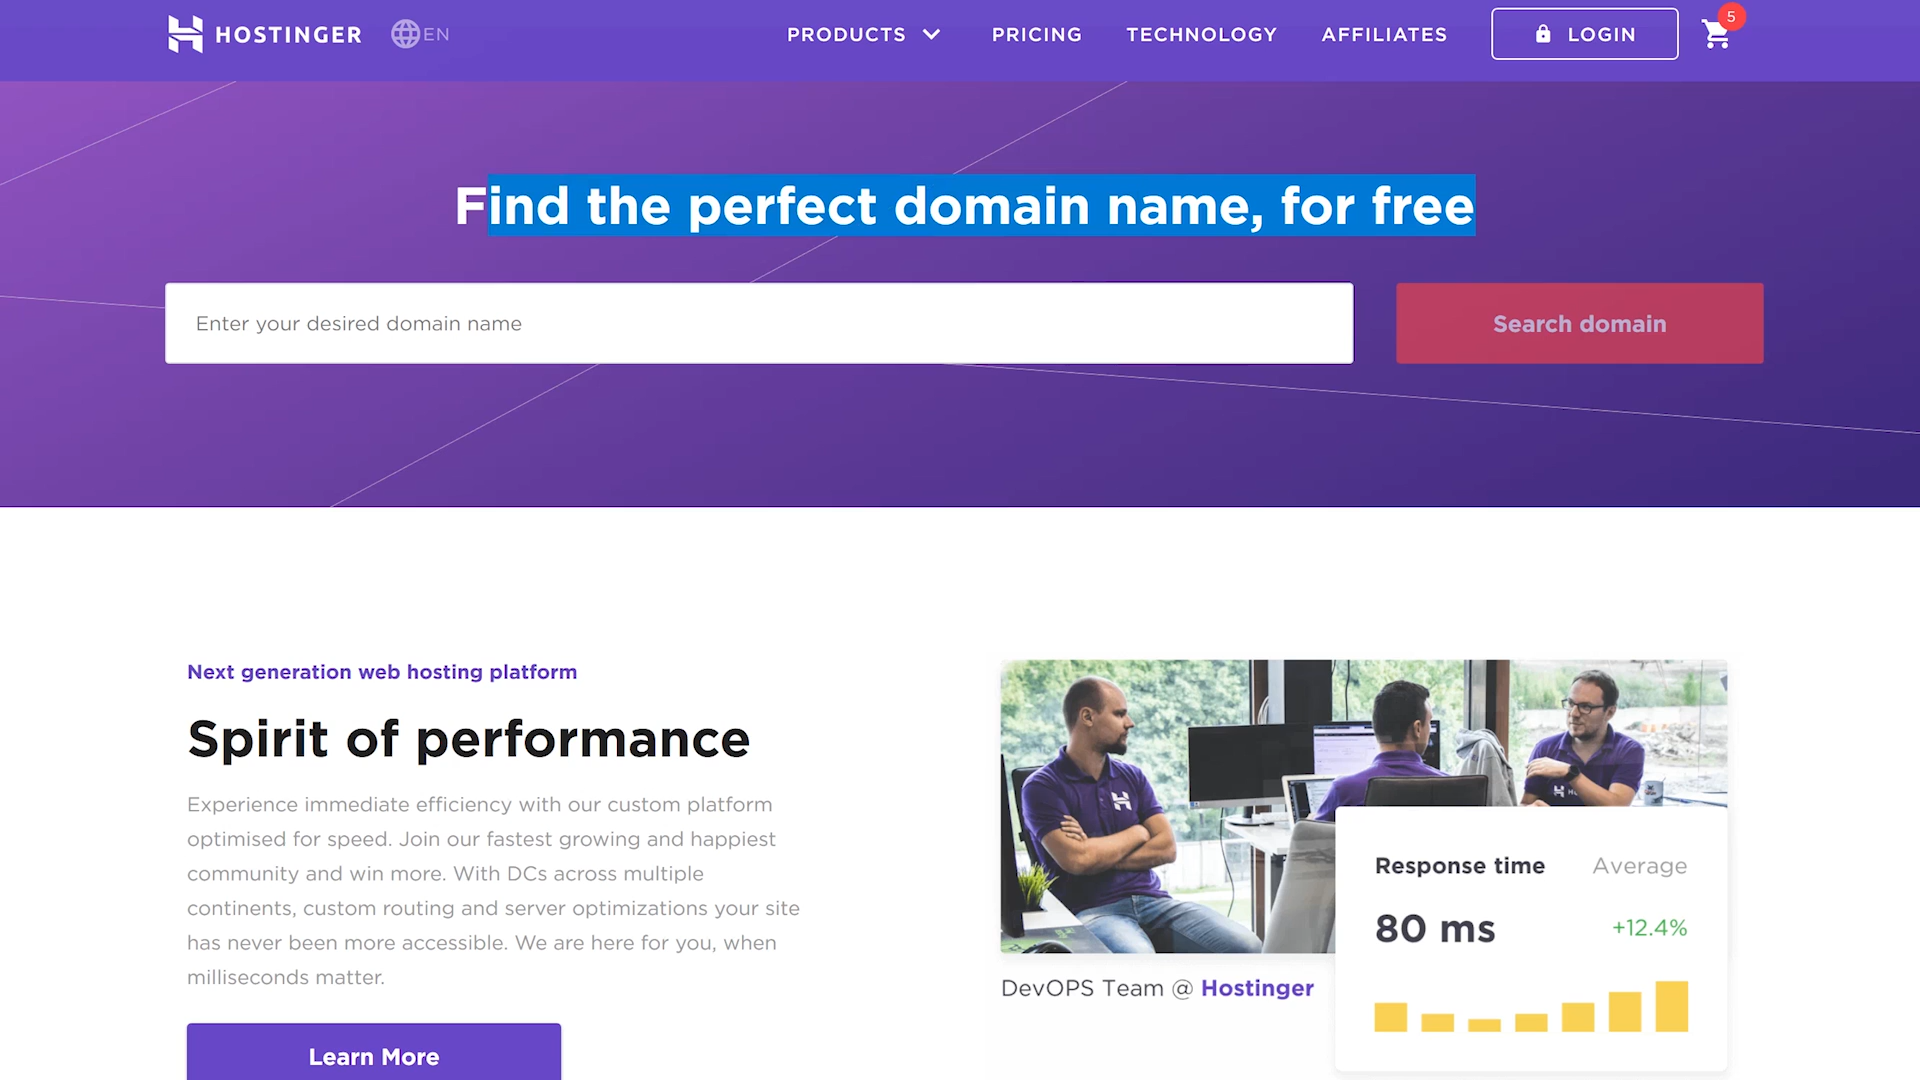 HOSTINGER EN PRODUCTS PRICING TECHNOLOGY AFFILIATES LOGIN 5
Find the perfect domain name, for free
Enter your desired domain name Search domain
Next generation web hosting platform
Spirit of performance
Experience immediate efficiency with our custom platform
optimised for speed. Join our fastest growing and happiest
community and win more. With DCs across multiple
continents, custom routing and server optimizations your site
has never been more accessible. We are here for you, when
milliseconds matter.
Learn More
Response time Average
80 ms +12.4%
DevOPS Team @ Hostinger